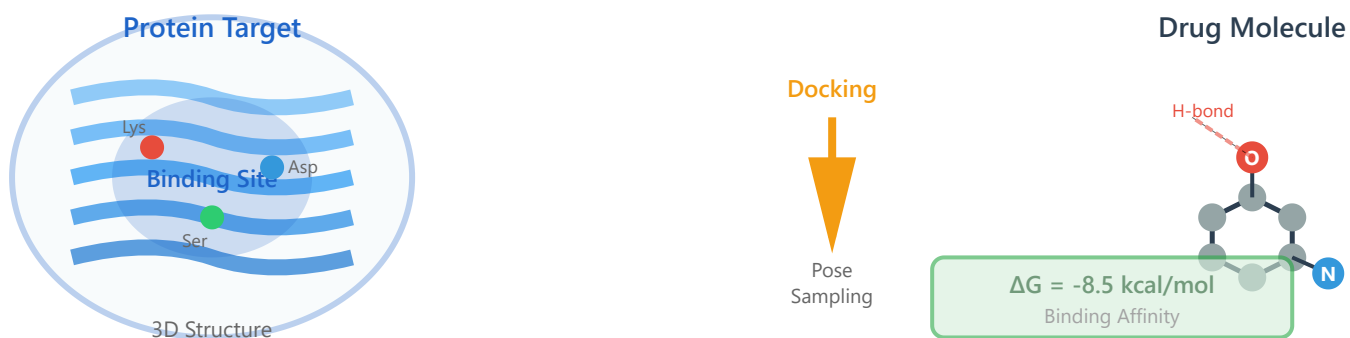 Protein Target
Lys
Asp
Binding Site
Ser
3D Structure
Docking
Pose
Sampling
Drug Molecule
H-bond
O
N
ΔG = -8.5 kcal/mol
Binding Affinity